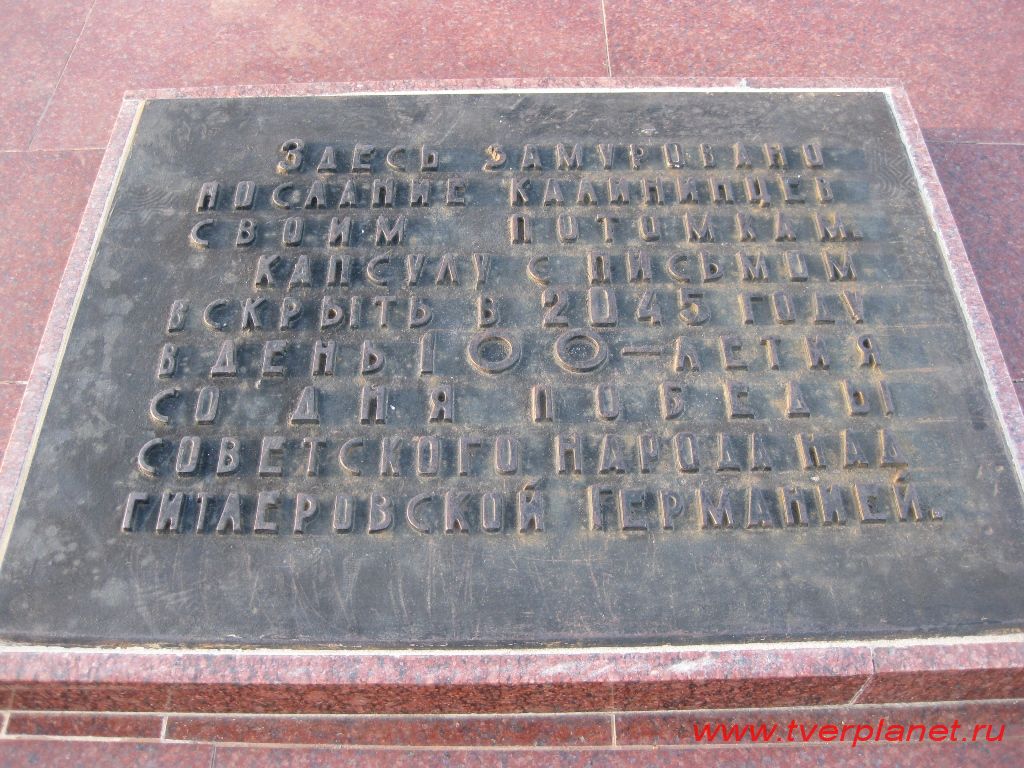 Здесь замуровано
послание калининцев
своим потомкам.
Капсулу с письмом
вскрыть в 2045 году
в день 100-летия
со дня победы
советского народа над
гитлеровской Германией.
www.tverplanet.ru